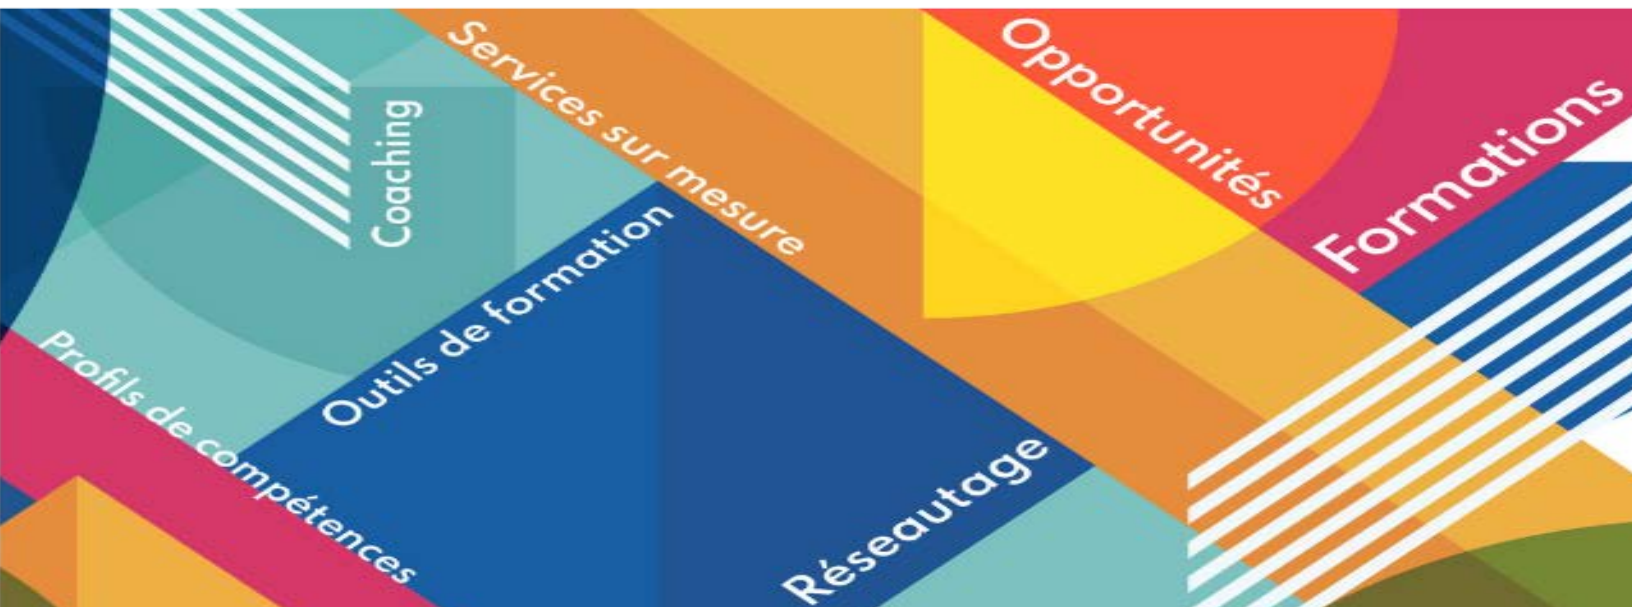 Coaching
Services sur mesure
Opportunités
Formations
Outils de formation
Profils de compétences
Réseautage